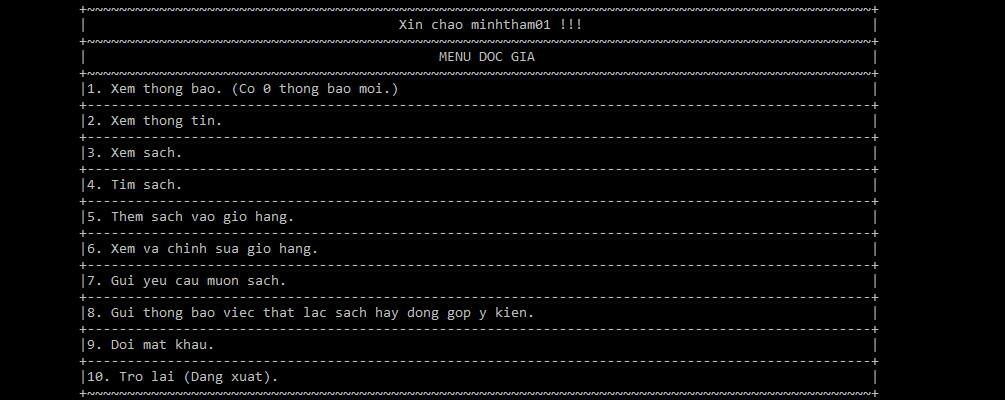 Xin chao minhtham01 !!!
MENU DOC GIA
1. Xem thong bao. (Co 0 thong bao moi.)
2. Xem thong tin.
3. Xem sach.
4. Tim sach.
5. Them sach vao gio hang.
6. Xem va chinh sua gio hang.
7. Gui yeu cau muon sach.
8. Gui thong bao viec that lac sach hay dong gop y kien.
9. Doi mat khau.
10. Tro lai (Dang xuat).